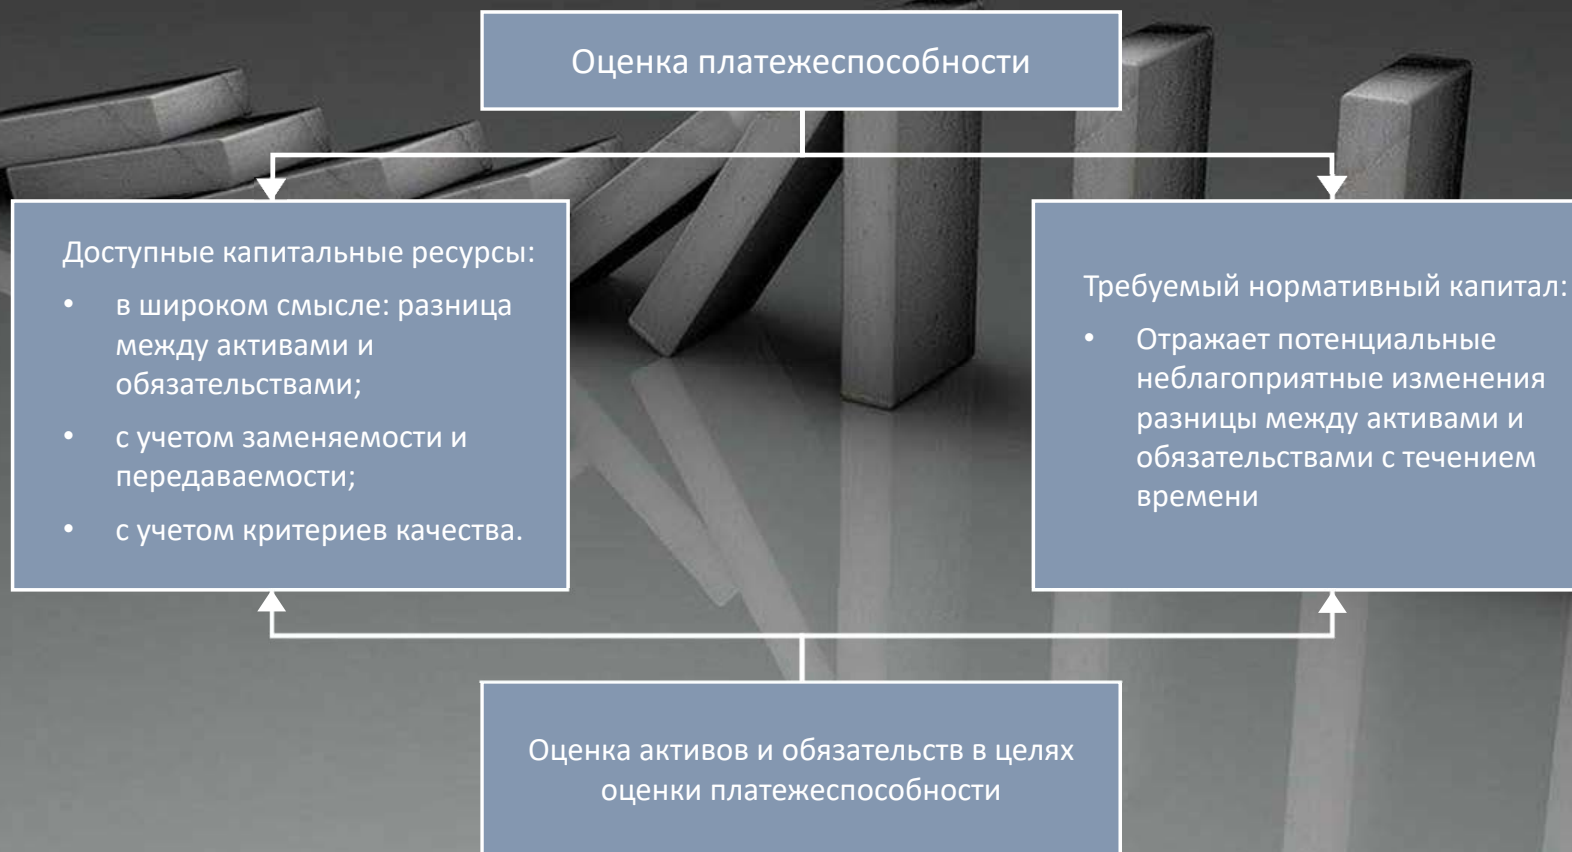 Оценка платежеспособности
Доступные капитальные ресурсы:
• в широком смысле: разница
между активами и
обязательствами;
• с учетом заменяемости и
передаваемости;
• с учетом критериев качества.
Требуемый нормативный капитал:
• Отражает потенциальные
неблагоприятные изменения
разницы между активами и
обязательствами с течением
времени
Оценка активов и обязательств в целях
оценки платежеспособности